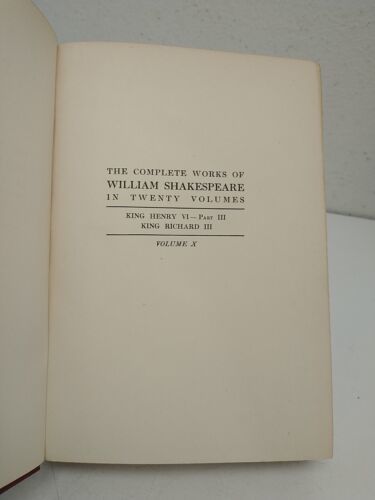 THE COMPLETE WORKS OF
WILLIAM SHAKESPEARE
IN TWENTY VOLUMES
KING HENRY VI—PART III
KING RICHARD III
VOLUME X